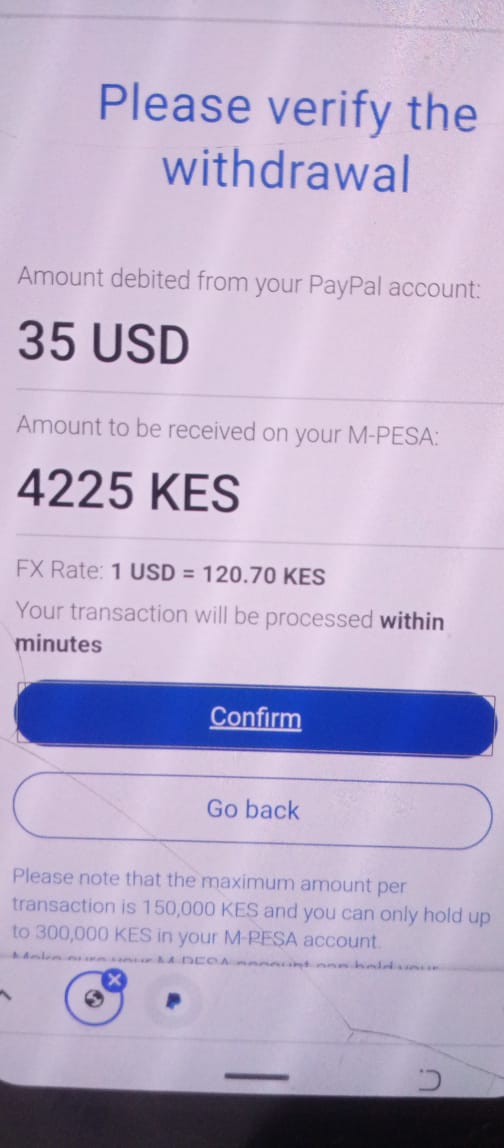 Please verify the
withdrawal
Amount debited from your PayPal account:
35 USD
Amount to be received on your M-PESA:
4225 KES
FX Rate: 1 USD = 120.70 KES
Your transaction will be processed within
minutes
Confirm
Go back
Please note that the maximum amount per
transaction is 150,000 KES and you can only hold up
to 300,000 KES in your M-PESA account.